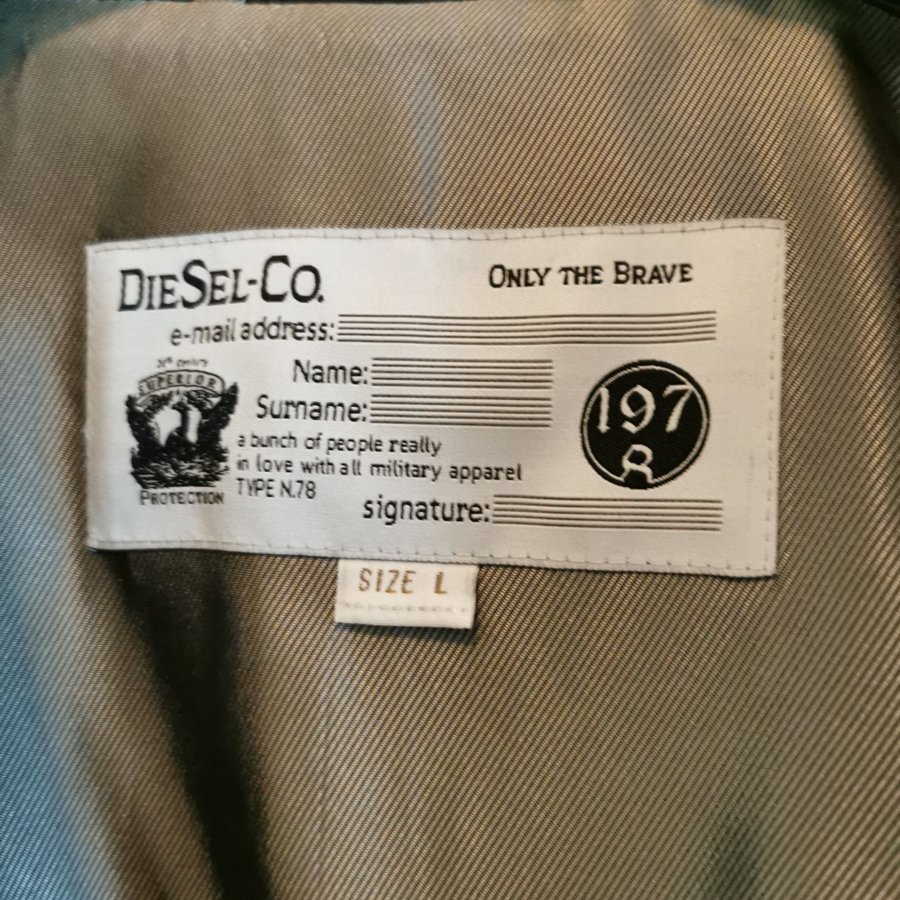 DIESEL-CO.
ONLY THE BRAVE
e-mail address:
Name:
Surname:
SUPERIOR
PROTECTION
a bunch of people really
in love with all military apparel
TYPE N.78
197
8
signature:
SIZE L